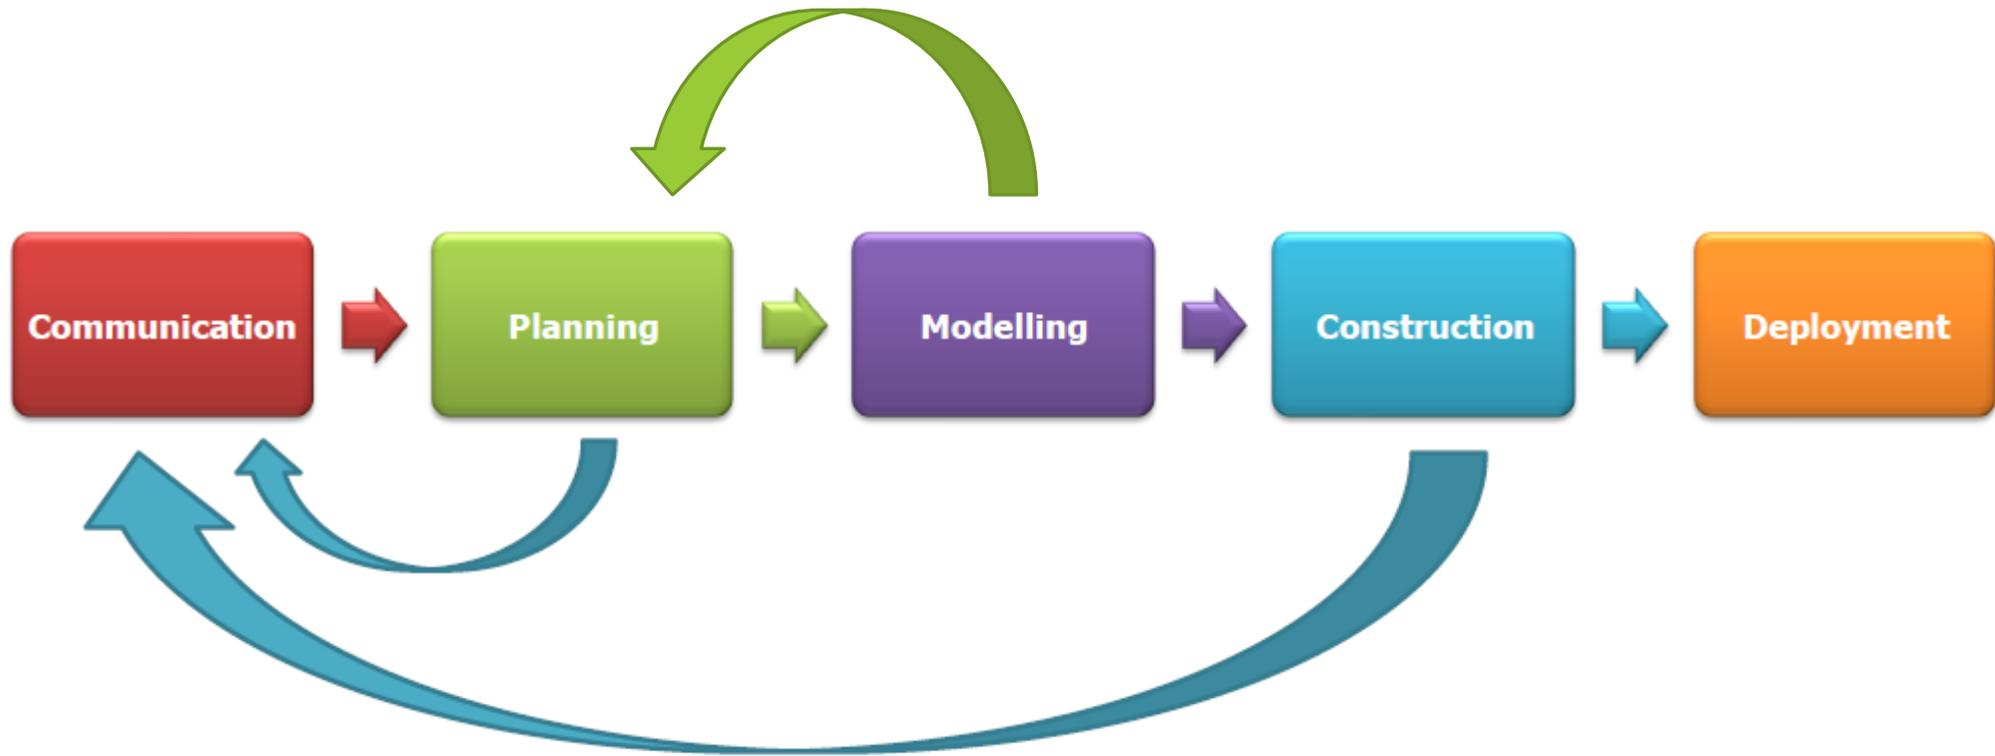 Communication
Planning
Modelling
Construction
Deployment